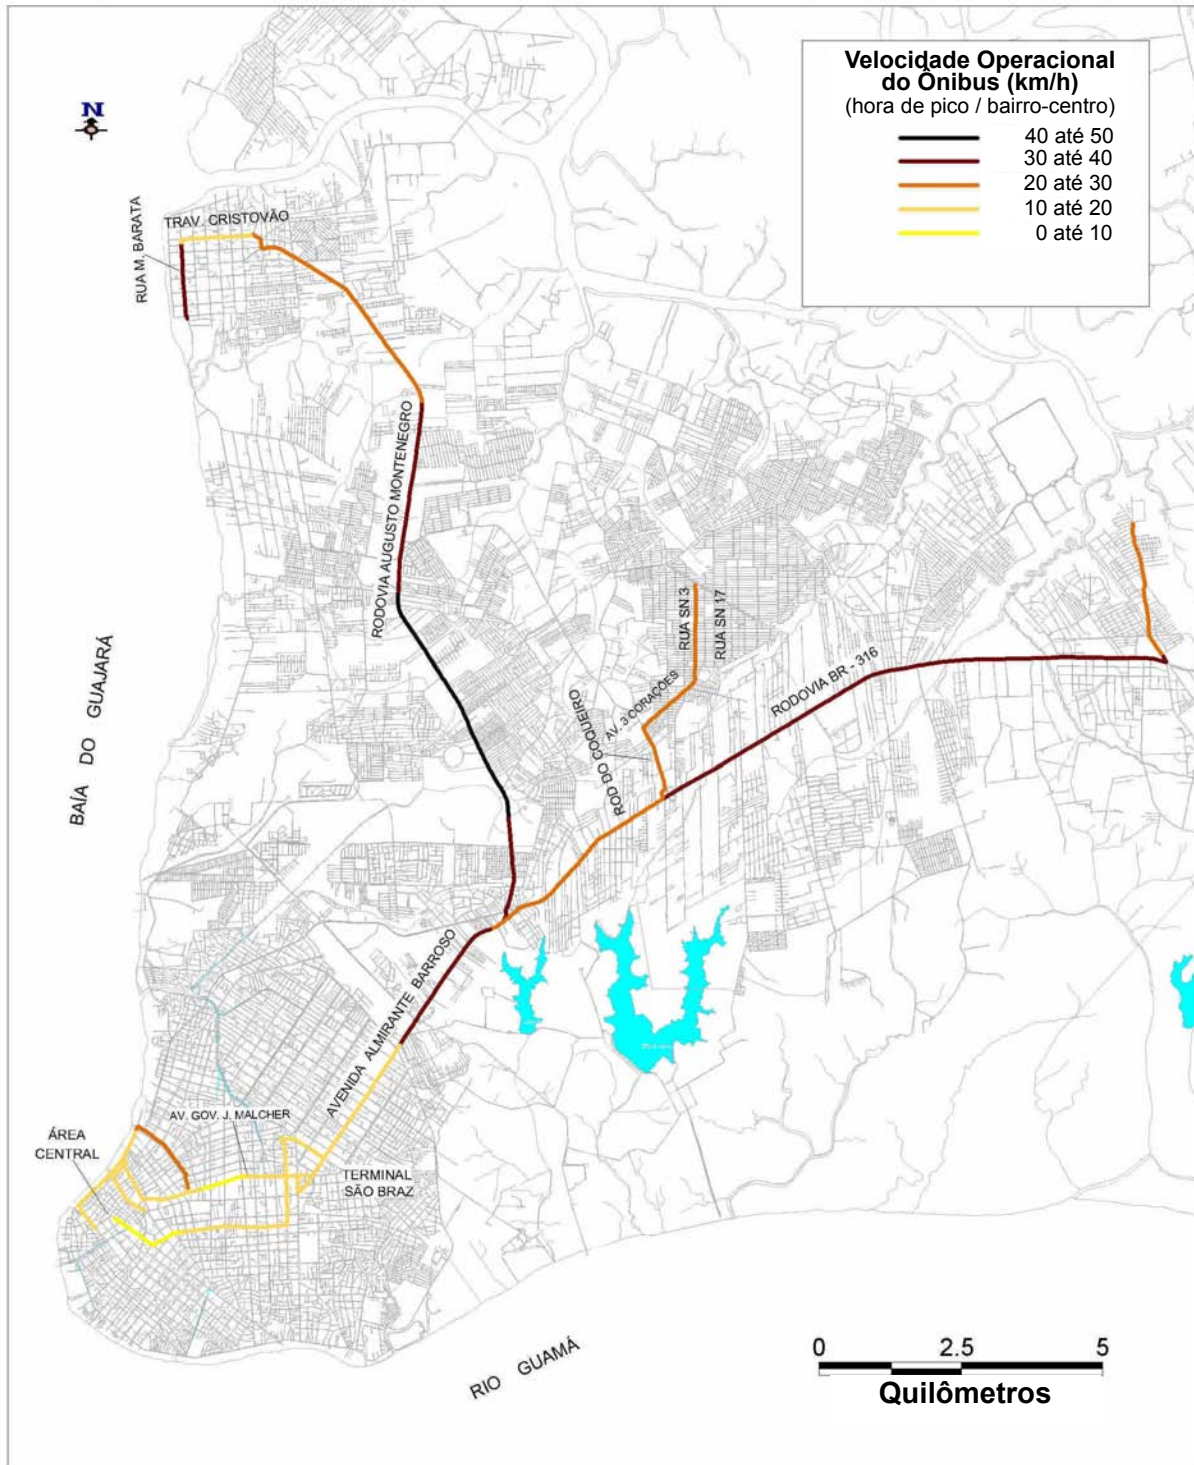 Velocidade Operacional
do Ônibus (km/h)
(hora de pico / bairro-centro)
40 até 50
30 até 40
20 até 30
10 até 20
0 até 10
N
TRAV. CRISTOVÃO
RUA M. BARATA
RODOVIA AUGUSTO MONTENEGRO
RUA SN 3
RUA SN 17
AV. 3 CORAÇÕES
ROD DO COQUEIRO
RODOVIA BR - 316
BAÍA DO GUAJARÁ
AVENIDA ALMIRANTE BARROSO
AV. GOV. J. MALCHER
ÁREA
CENTRAL
TERMINAL
SÃO BRAZ
RIO GUAMÁ
0 2.5 5
Quilômetros